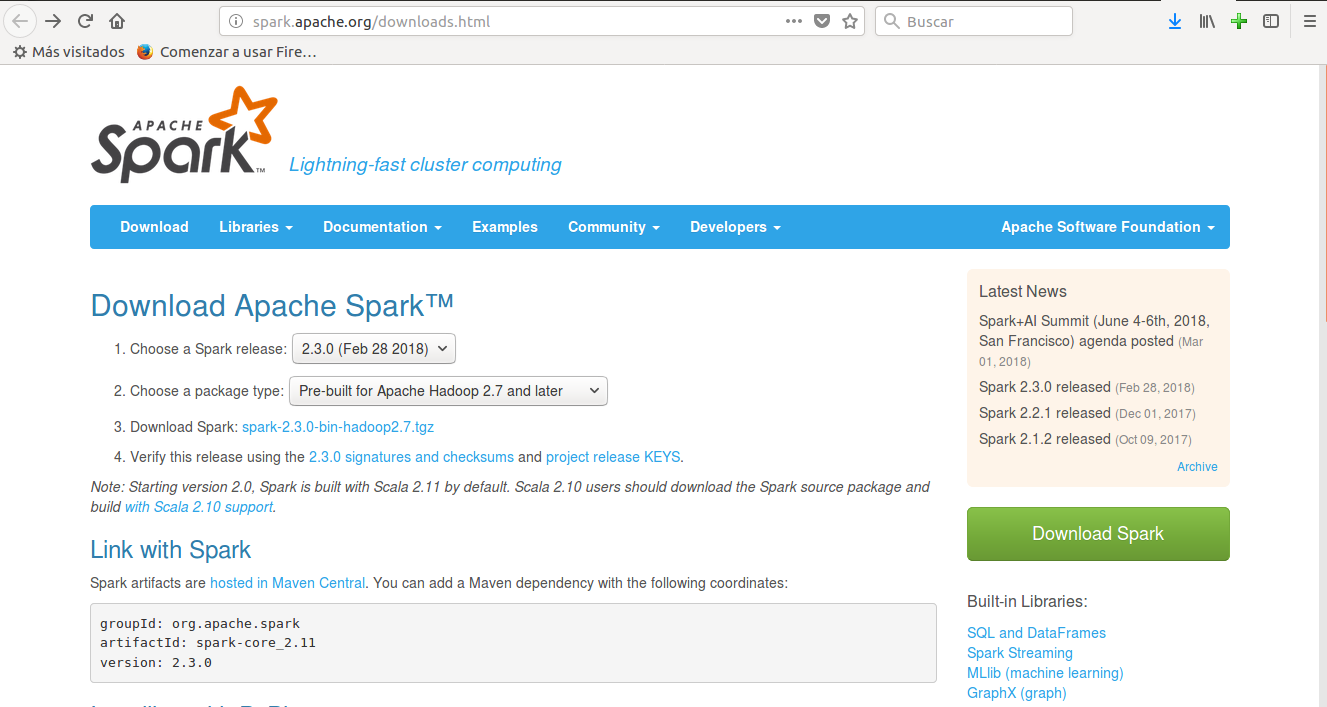 spark.apache.org/downloads.html
Buscar
Más visitados
Comenzar a usar Fire…
APACHE
Spark™
Lightning-fast cluster computing
Download
Libraries
Documentation
Examples
Community
Developers
Apache Software Foundation
Download Apache Spark™
1. Choose a Spark release: 2.3.0 (Feb 28 2018)
2. Choose a package type: Pre-built for Apache Hadoop 2.7 and later
3. Download Spark: spark-2.3.0-bin-hadoop2.7.tgz
4. Verify this release using the 2.3.0 signatures and checksums and project release KEYS.
Note: Starting version 2.0, Spark is built with Scala 2.11 by default. Scala 2.10 users should download the Spark source package and
build with Scala 2.10 support.
Link with Spark
Spark artifacts are hosted in Maven Central. You can add a Maven dependency with the following coordinates:
groupId: org.apache.spark
artifactId: spark-core_2.11
version: 2.3.0
Latest News
Spark+AI Summit (June 4-6th, 2018,
San Francisco) agenda posted (Mar
01, 2018)
Spark 2.3.0 released (Feb 28, 2018)
Spark 2.2.1 released (Dec 01, 2017)
Spark 2.1.2 released (Oct 09, 2017)
Archive
Download Spark
Built-in Libraries:
SQL and DataFrames
Spark Streaming
MLlib (machine learning)
GraphX (graph)